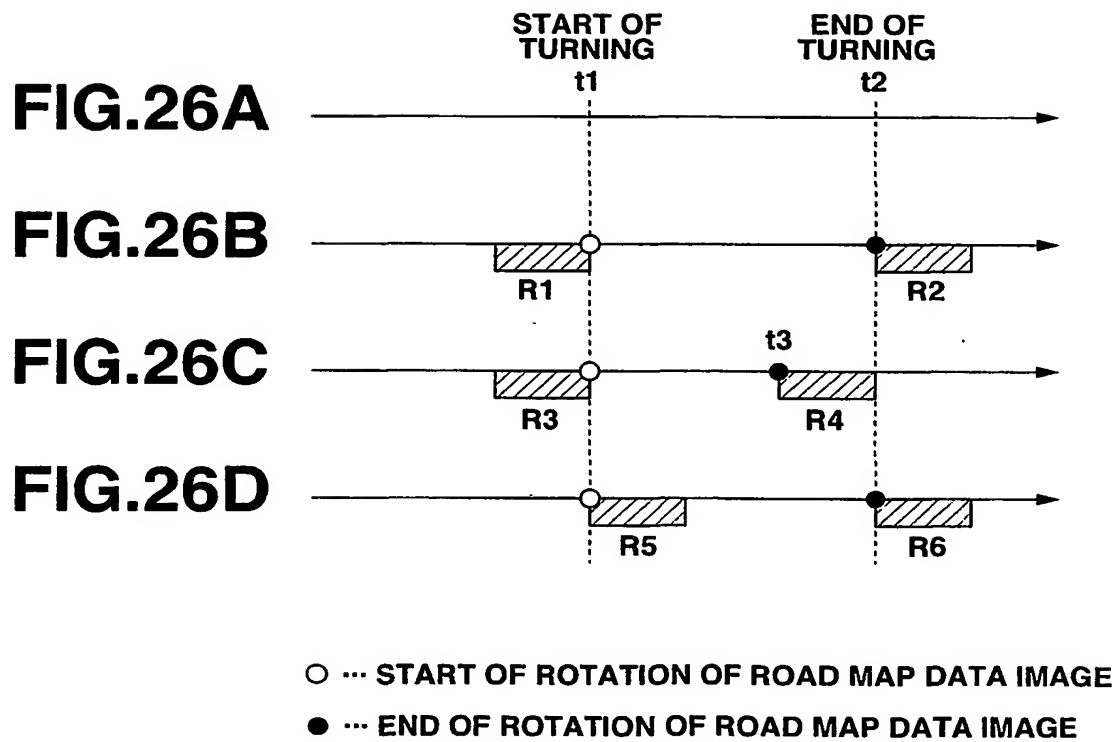 START OF
TURNING
t1
END OF
TURNING
t2
FIG.26A
FIG.26B
R1
R2
FIG.26C
t3
R3
R4
FIG.26D
R5
R6
○ ··· START OF ROTATION OF ROAD MAP DATA IMAGE
● ··· END OF ROTATION OF ROAD MAP DATA IMAGE